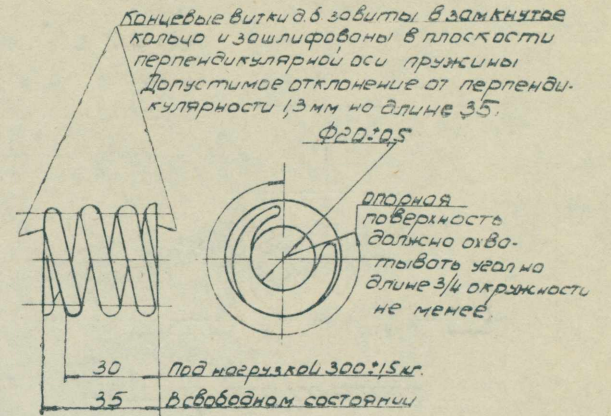 Концевые витки д.б завиты в замкнутое
кольцо и зашлифованы в плоскости
перпендикулярной оси пружины
Допустимое отклонение от перпенди-
кулярности 1,3 мм на длине 35.
ф20±0,5
опорная
поверхность
должна охва-
тывать угол на
длине 3/4 окружности
не менее.
30 под нагрузкой 300±15 кг.
35 в свободном состоянии